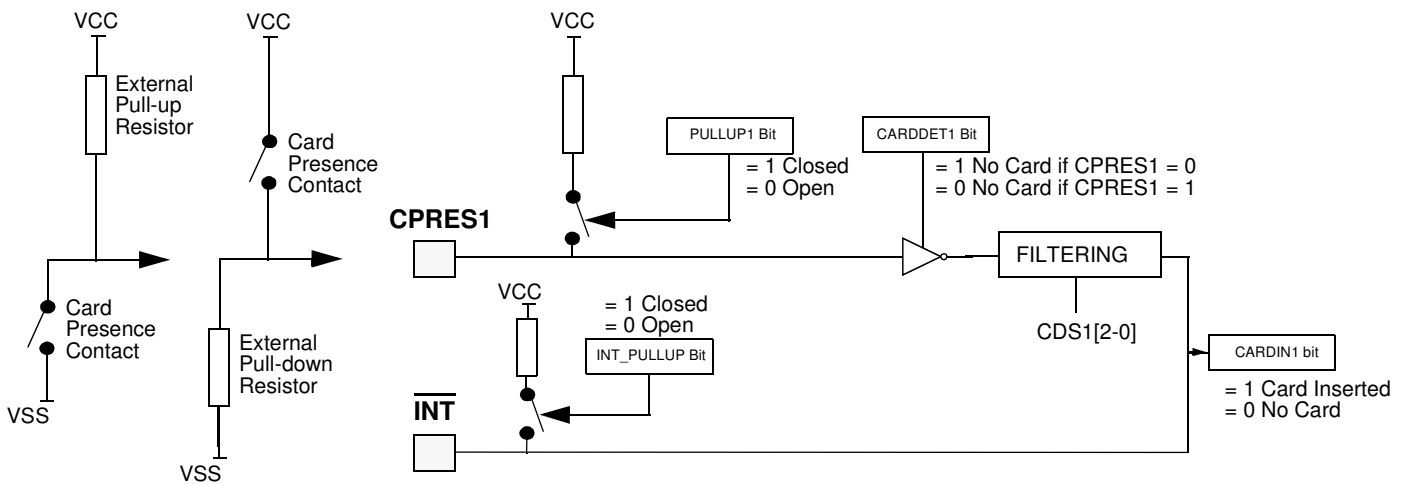 VCC
External
Pull-up
Resistor
Card
Presence
Contact
VSS
VCC
Card
Presence
Contact
External
Pull-down
Resistor
VSS
VCC
PULLUP1 Bit
= 1 Closed
= 0 Open
CARDDET1 Bit
= 1 No Card if CPRES1 = 0
= 0 No Card if CPRES1 = 1
CPRES1
FILTERING
CDS1[2-0]
VCC
= 1 Closed
= 0 Open
INT_PULLUP Bit
INT
CARDIN1 bit
= 1 Card Inserted
= 0 No Card